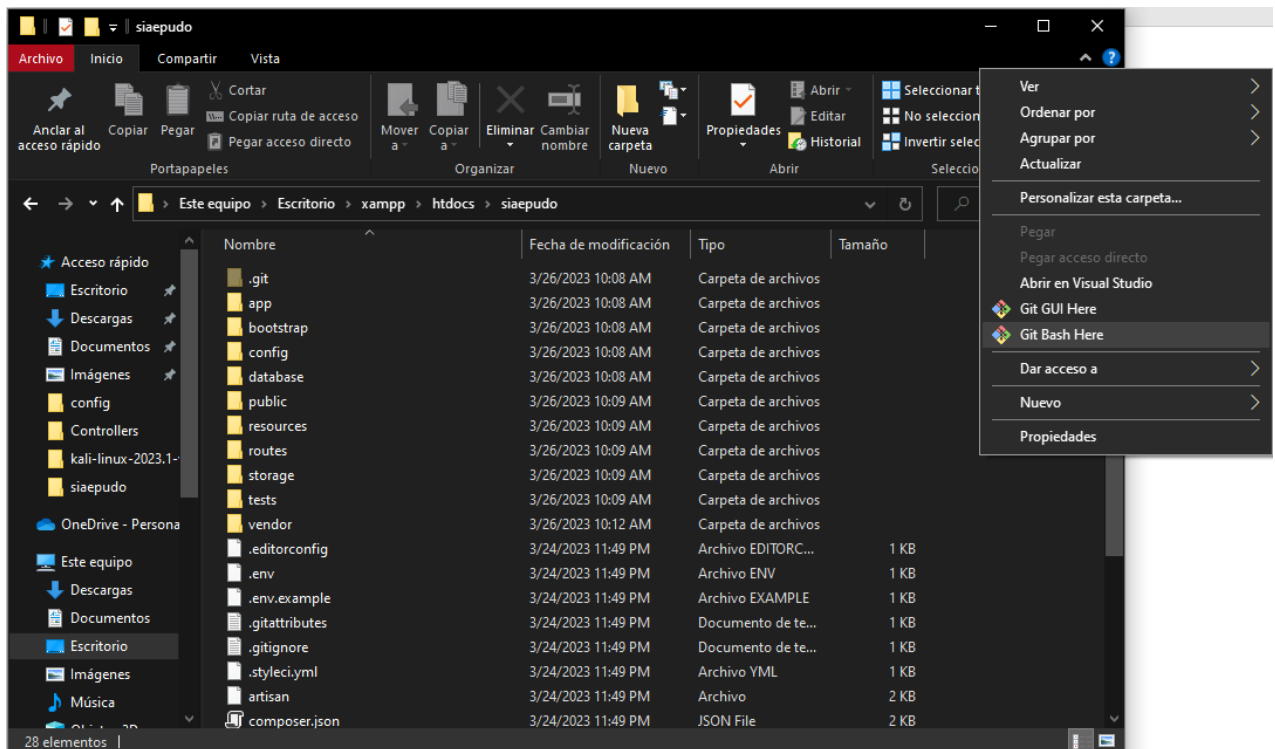 siaepudo
Archivo Inicio Compartir Vista
Anclar al acceso rápido
Copiar
Pegar
Cortar
Copiar ruta de acceso
Pegar acceso directo
Portapapeles
Mover a
Copiar a
Eliminar
Cambiar nombre
Organizar
Nueva carpeta
Nuevo
Propiedades
Abrir
Editar
Historial
Abrir
Seleccionar t
No seleccion
Invertir selec
Seleccio
Este equipo > Escritorio > xampp > htdocs > siaepudo
Acceso rápido
Escritorio
Descargas
Documentos
Imágenes
config
Controllers
kali-linux-2023.1-
siaepudo
OneDrive - Persona
Este equipo
Descargas
Documentos
Escritorio
Imágenes
Música
Nombre Fecha de modificación Tipo Tamaño
.git 3/26/2023 10:08 AM Carpeta de archivos
app 3/26/2023 10:08 AM Carpeta de archivos
bootstrap 3/26/2023 10:08 AM Carpeta de archivos
config 3/26/2023 10:08 AM Carpeta de archivos
database 3/26/2023 10:08 AM Carpeta de archivos
public 3/26/2023 10:09 AM Carpeta de archivos
resources 3/26/2023 10:09 AM Carpeta de archivos
routes 3/26/2023 10:09 AM Carpeta de archivos
storage 3/26/2023 10:09 AM Carpeta de archivos
tests 3/26/2023 10:09 AM Carpeta de archivos
vendor 3/26/2023 10:12 AM Carpeta de archivos
.editorconfig 3/24/2023 11:49 PM Archivo EDITORC... 1 KB
.env 3/24/2023 11:49 PM Archivo ENV 1 KB
.env.example 3/24/2023 11:49 PM Archivo EXAMPLE 1 KB
.gitattributes 3/24/2023 11:49 PM Documento de te... 1 KB
.gitignore 3/24/2023 11:49 PM Documento de te... 1 KB
.styleci.yml 3/24/2023 11:49 PM Archivo YML 1 KB
artisan 3/24/2023 11:49 PM Archivo 2 KB
composer.json 3/24/2023 11:49 PM JSON File 2 KB
28 elementos
Ver
Ordenar por
Agrupar por
Actualizar
Personalizar esta carpeta...
Pegar
Pegar acceso directo
Abrir en Visual Studio
Git GUI Here
Git Bash Here
Dar acceso a
Nuevo
Propiedades